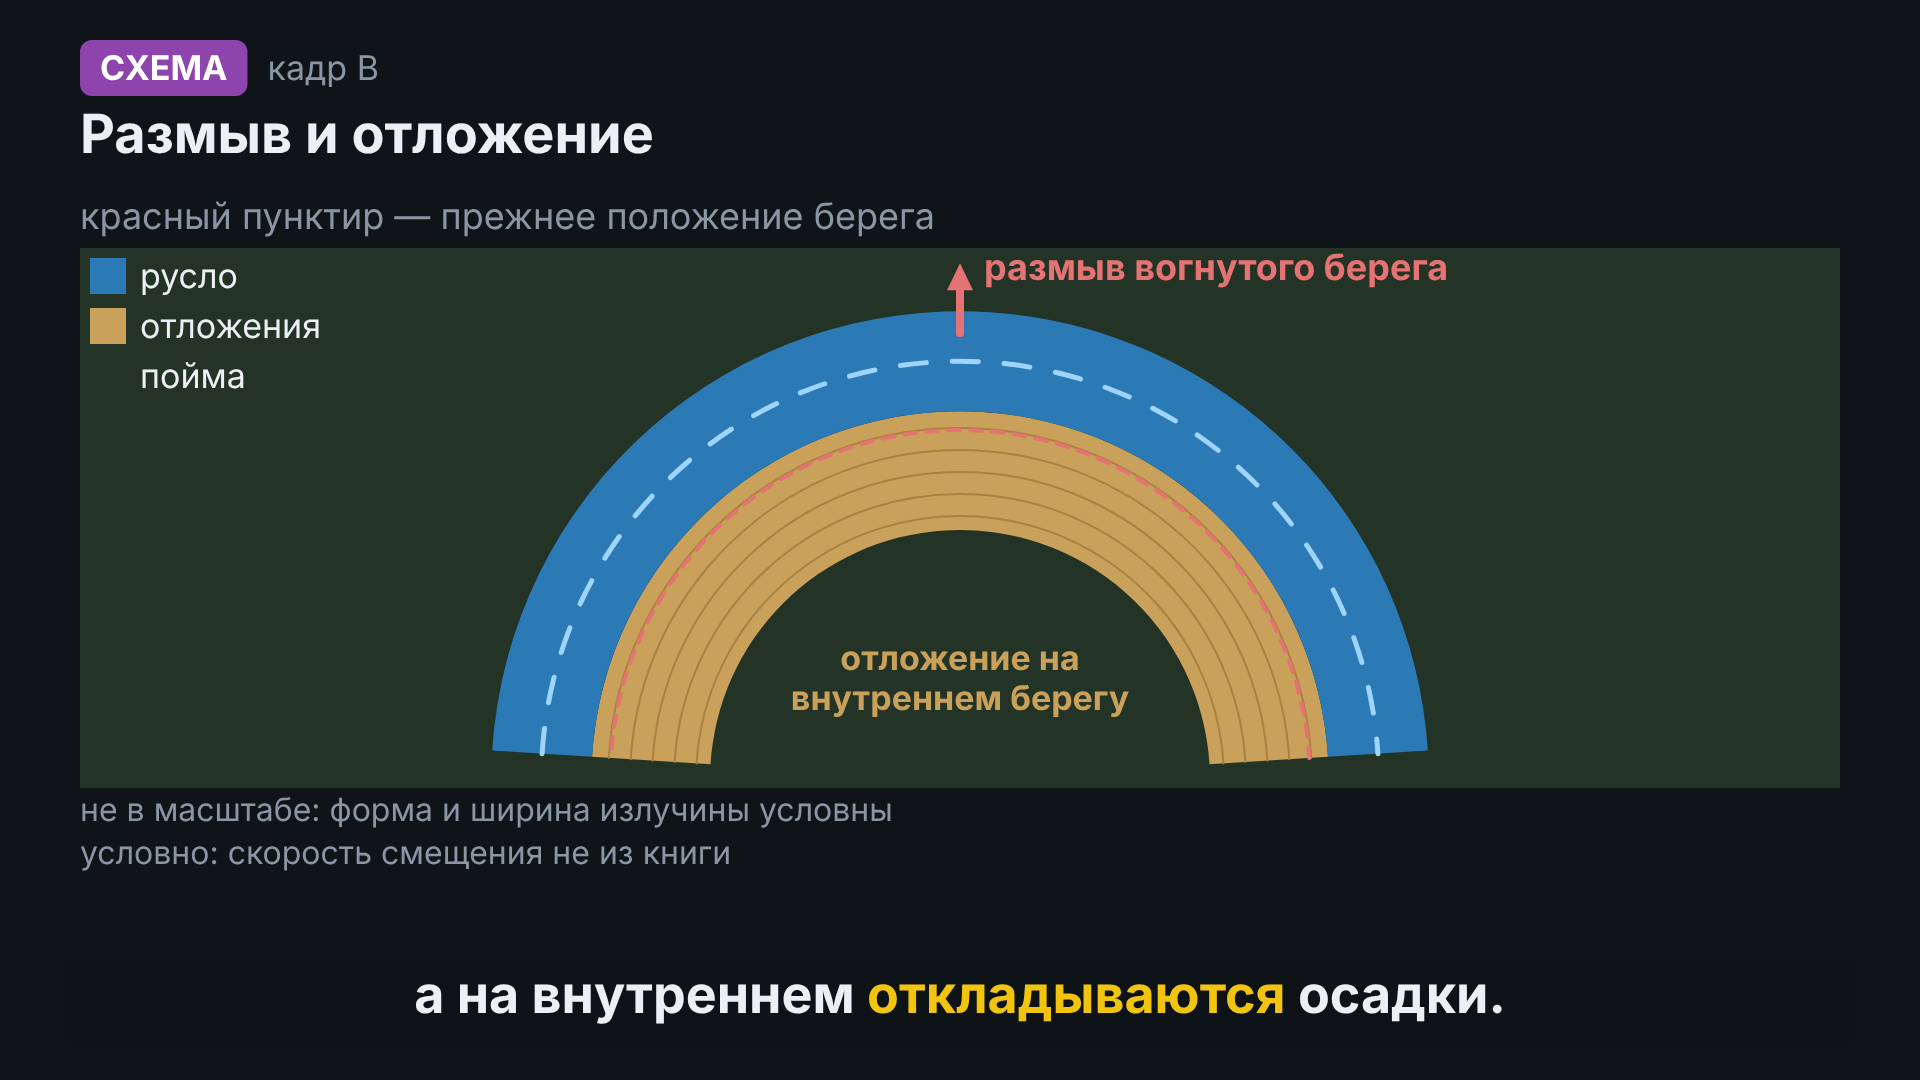 СХЕМА кадр B
Размыв и отложение
красный пунктир — прежнее положение берега
размыв вогнутого берега
русло
отложения
пойма
отложение на
внутреннем берегу
не в масштабе: форма и ширина излучины условны
условно: скорость смещения не из книги
а на внутреннем откладываются осадки.